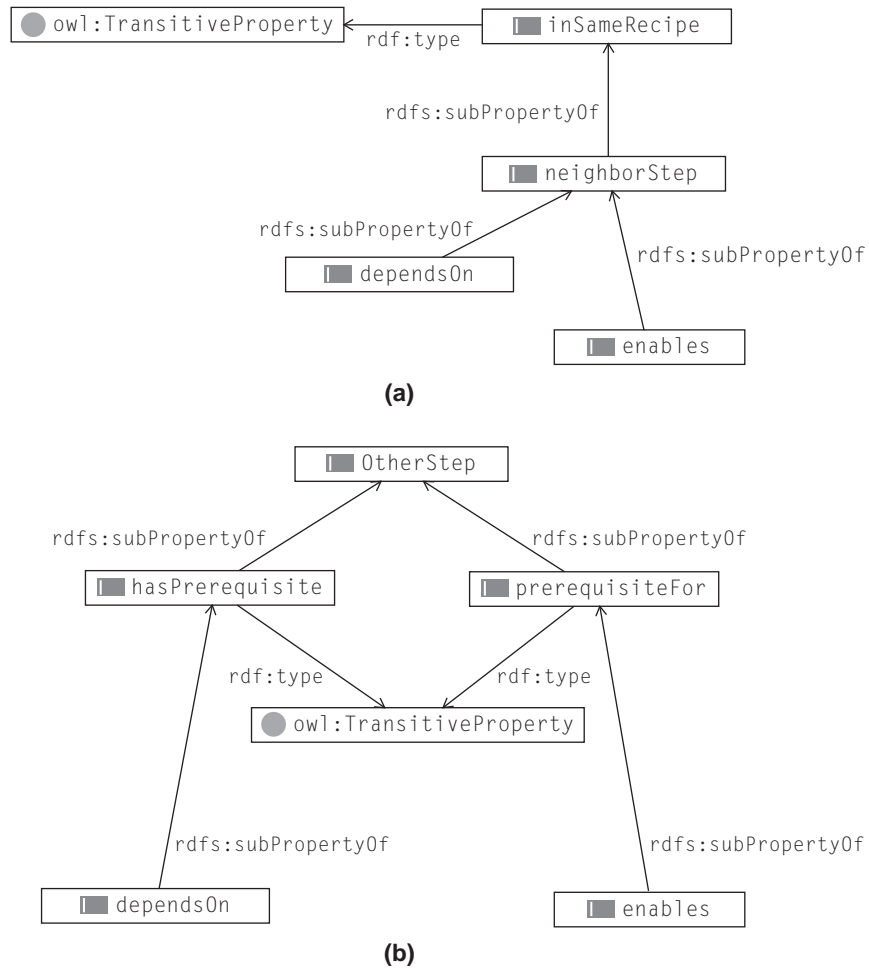 owl:TransitiveProperty
inSameRecipe
rdf:type
rdfs:subPropertyOf
neighborStep
rdfs:subPropertyOf
rdfs:subPropertyOf
dependsOn
enables
(a)
OtherStep
rdfs:subPropertyOf
rdfs:subPropertyOf
hasPrerequisite
prerequisiteFor
rdf:type
rdf:type
owl:TransitiveProperty
rdfs:subPropertyOf
rdfs:subPropertyOf
dependsOn
enables
(b)